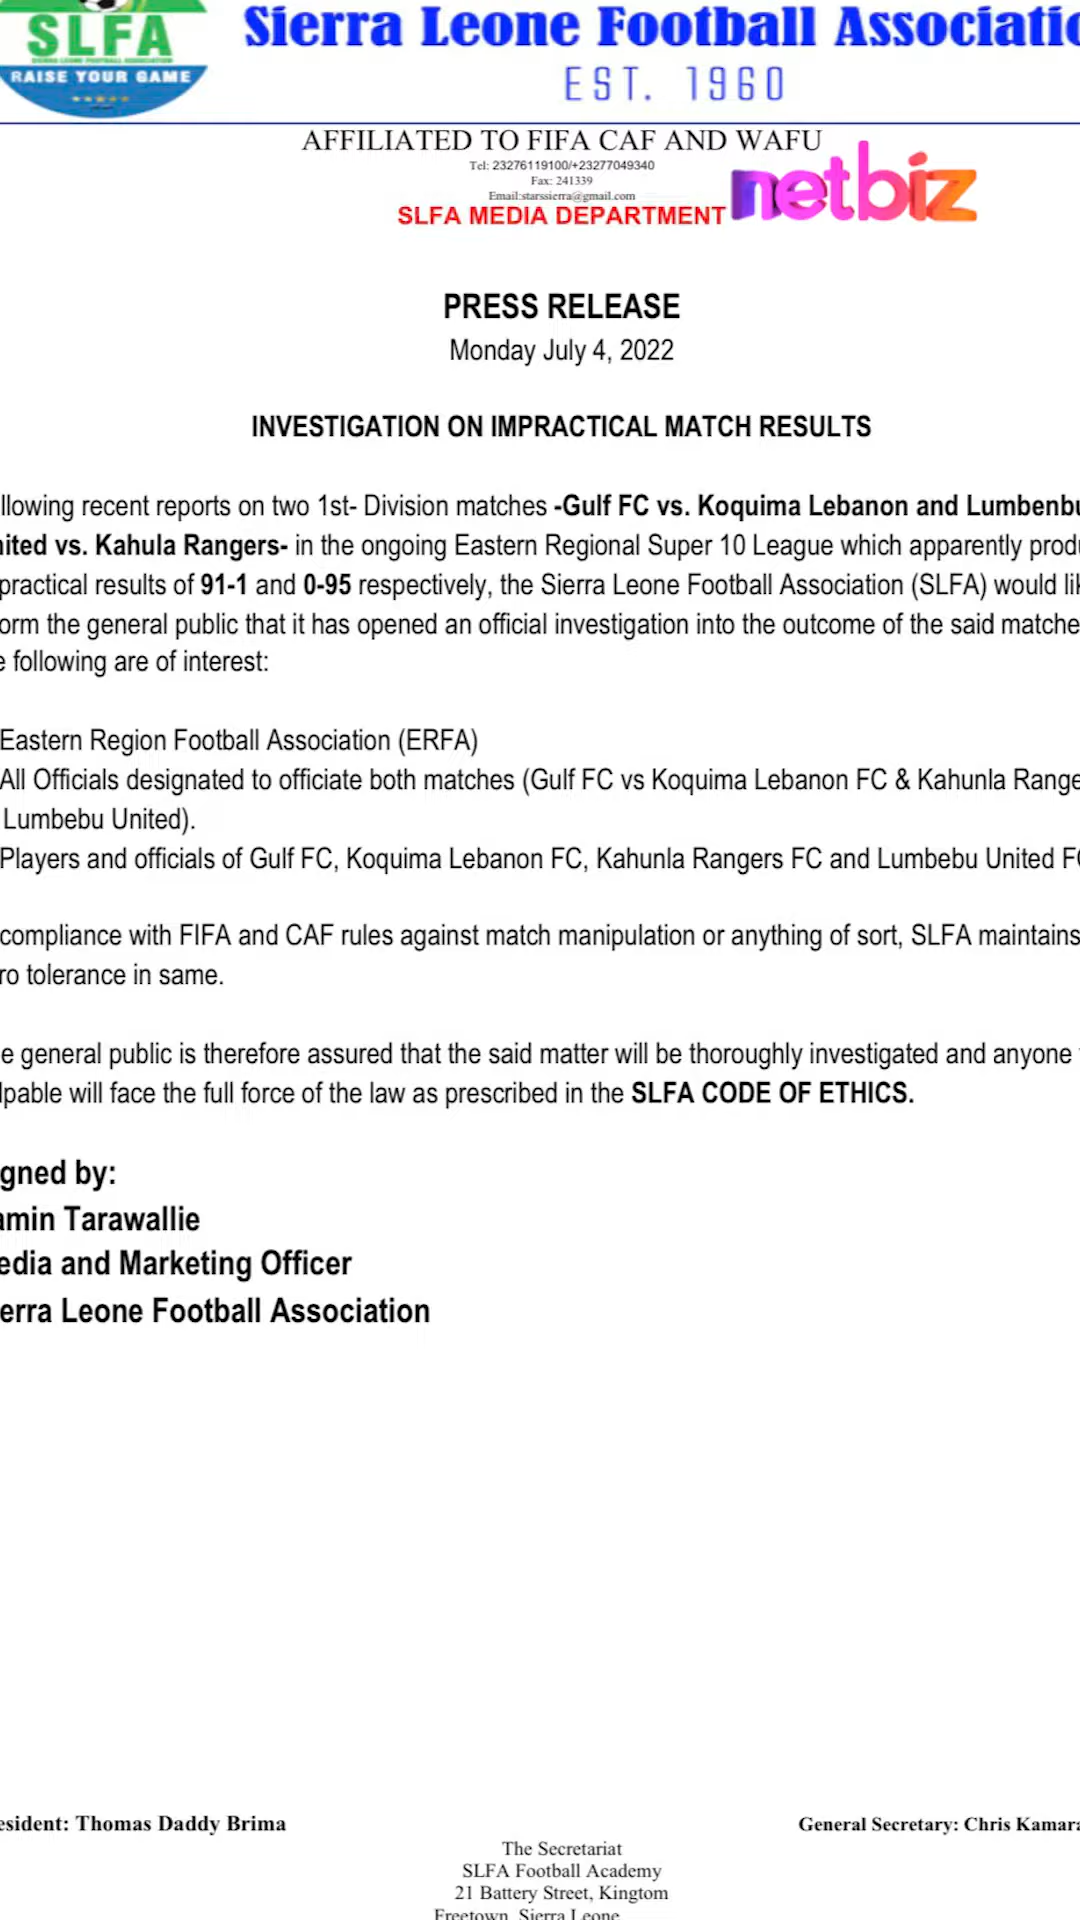 SLFA
SIERRA LEONE FOOTBALL ASSOCIATION
RAISE YOUR GAME
Sierra Leone Football Associatio
EST. 1960
AFFILIATED TO FIFA CAF AND WAFU
Tel: 23276119100/+23277049340
Fax: 241339
Email:starssierra@gmail.com
SLFA MEDIA DEPARTMENT
netbiz
PRESS RELEASE
Monday July 4, 2022
INVESTIGATION ON IMPRACTICAL MATCH RESULTS
llowing recent reports on two 1st- Division matches -Gulf FC vs. Koquima Lebanon and Lumbenbu
ited vs. Kahula Rangers- in the ongoing Eastern Regional Super 10 League which apparently produ
practical results of 91-1 and 0-95 respectively, the Sierra Leone Football Association (SLFA) would lik
orm the general public that it has opened an official investigation into the outcome of the said matche
e following are of interest:
Eastern Region Football Association (ERFA)
All Officials designated to officiate both matches (Gulf FC vs Koquima Lebanon FC & Kahunla Range
Lumbebu United).
Players and officials of Gulf FC, Koquima Lebanon FC, Kahunla Rangers FC and Lumbebu United FC
compliance with FIFA and CAF rules against match manipulation or anything of sort, SLFA maintains
ro tolerance in same.
e general public is therefore assured that the said matter will be thoroughly investigated and anyone
lpable will face the full force of the law as prescribed in the SLFA CODE OF ETHICS.
gned by:
amin Tarawallie
edia and Marketing Officer
erra Leone Football Association
esident: Thomas Daddy Brima
General Secretary: Chris Kamara
The Secretariat
SLFA Football Academy
21 Battery Street, Kingtom
Freetown, Sierra Leone